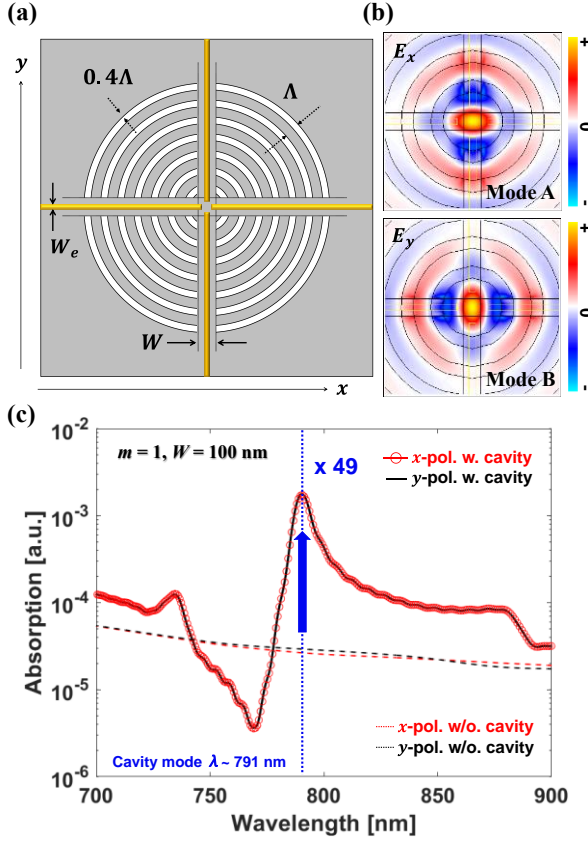 (a)
y
0.4Λ
Λ
W_e
W
x
(b)
E_x
Mode A
+
0
-
E_y
Mode B
+
0
-
(c)
m = 1, W = 100 nm
x 49
x-pol. w. cavity
y-pol. w. cavity
10^-2
10^-3
10^-4
10^-5
10^-6
Absorption [a.u.]
x-pol. w/o. cavity
y-pol. w/o. cavity
Cavity mode λ ~ 791 nm
700 750 800 850 900
Wavelength [nm]